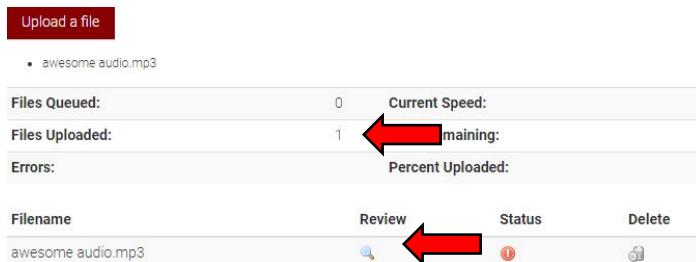 Upload a file
• awesome audio.mp3
Files Queued: 0 Current Speed:
Files Uploaded: 1 maining:
Errors: Percent Uploaded:
Filename Review Status Delete
awesome audio.mp3